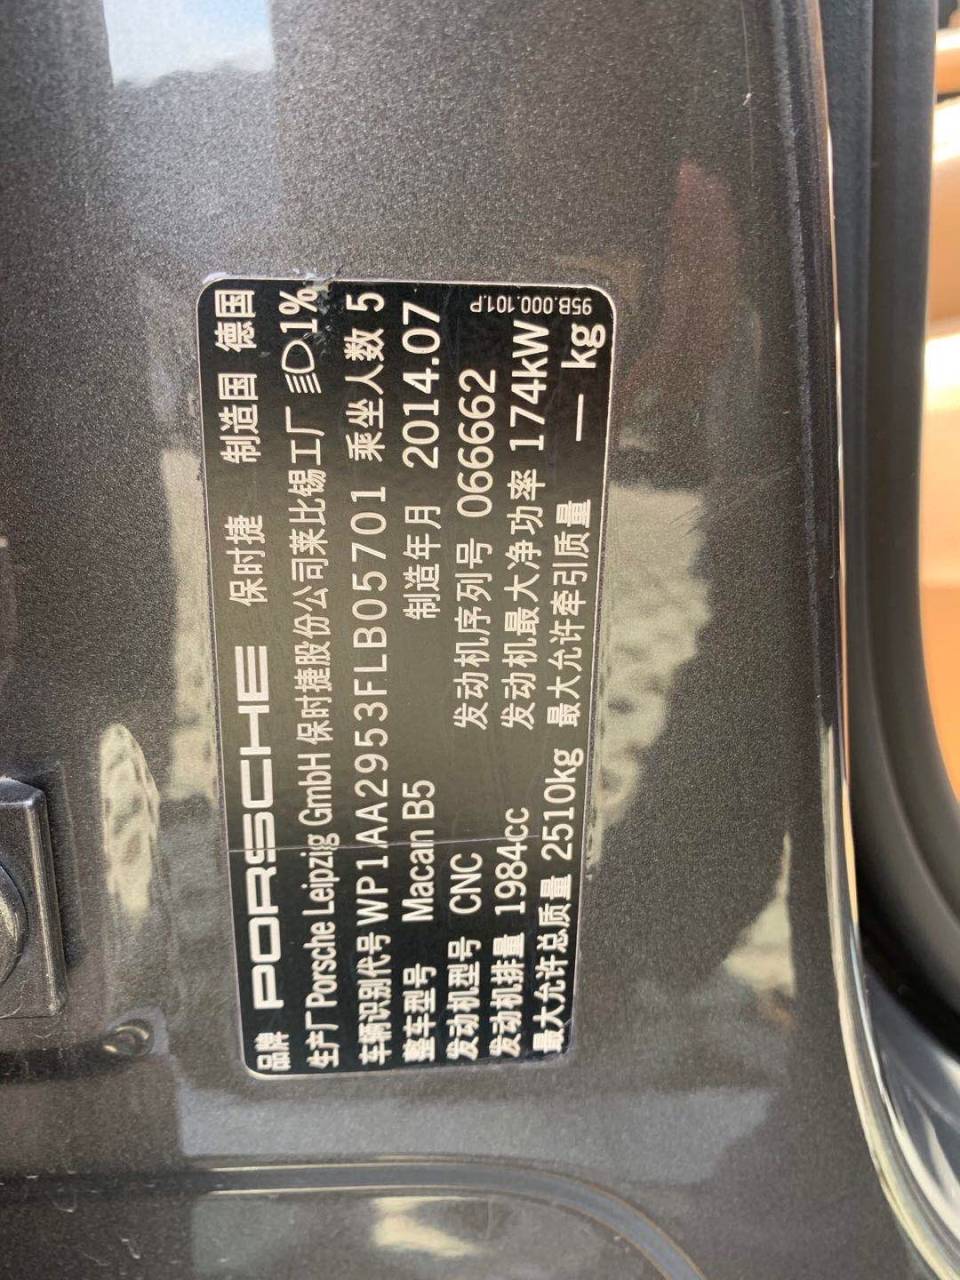 品牌 PORSCHE 保时捷 制造国 德国
生产厂 Porsche Leipzig GmbH 保时捷股份公司莱比锡工厂 1%
车辆识别代号 WP1AA2953FLB05701 乘坐人数 5
整车型号 Macan B5 制造年月 2014.07
发动机型号 CNC 发动机序列号 066662
发动机排量 1984cc 发动机最大净功率 174kW
最大允许总质量 2510kg 最大允许牵引质量 — kg
95B.000.101.P